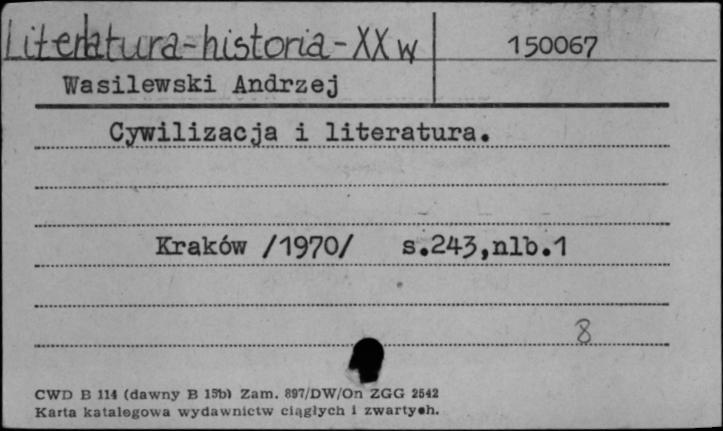 Literatura-historia-XX w 150067
Wasilewski Andrzej
Cywilizacja i literatura.
Kraków /1970/ s.243,nlb.1
8
CWD B 114 (dawny B 15b) Zam. 897/DW/On ZGG 2542
Karta katalogowa wydawnictw ciągłych i zwartych.